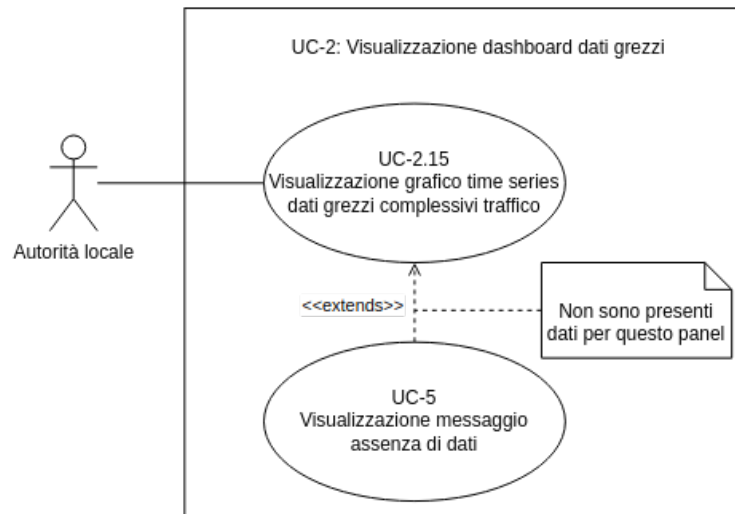 UC-2: Visualizzazione dashboard dati grezzi
UC-2.15
Visualizzazione grafico time series
dati grezzi complessivi traffico
Autorità locale
<<extends>>
Non sono presenti
dati per questo panel
UC-5
Visualizzazione messaggio
assenza di dati